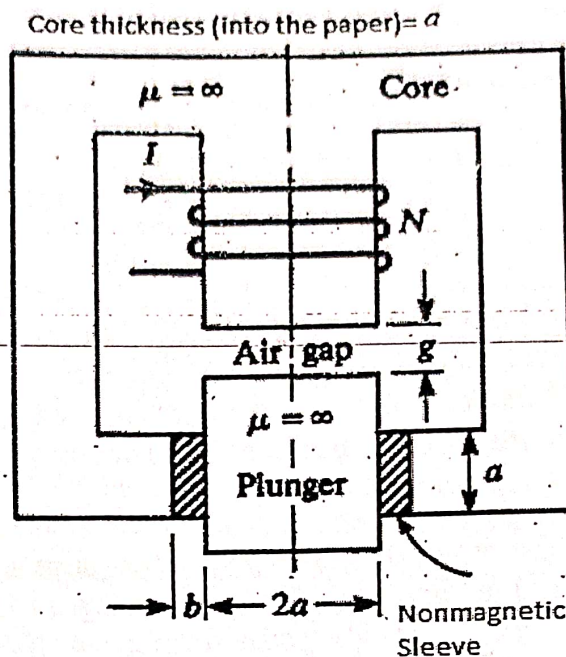 Core thickness (into the paper)= a
μ = ∞
Core
I
N
Air gap
g
μ = ∞
Plunger
a
b
2a
Nonmagnetic
Sleeve